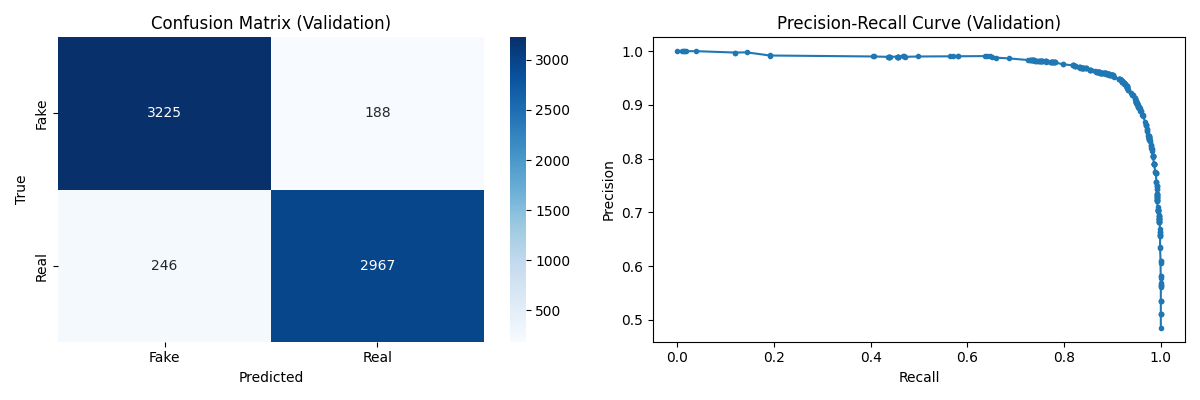 Confusion Matrix (Validation)
True
Fake
Real
3225
188
246
2967
Fake
Real
Predicted
3000
2500
2000
1500
1000
500
Precision-Recall Curve (Validation)
Precision
1.0
0.9
0.8
0.7
0.6
0.5
0.0
0.2
0.4
0.6
0.8
1.0
Recall